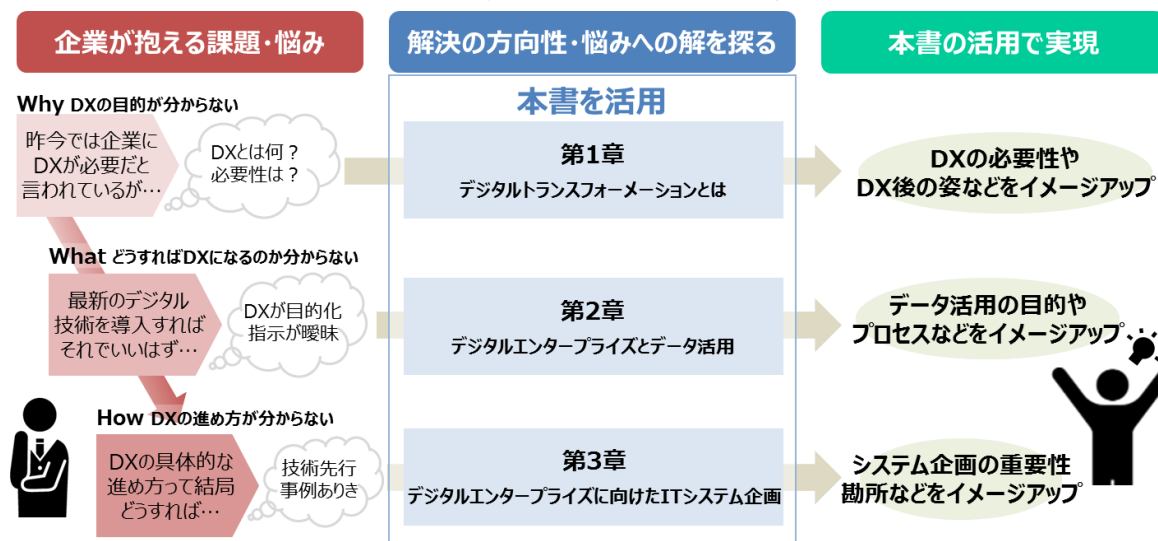 企業が抱える課題・悩み
解決の方向性・悩みへの解を探る
本書の活用で実現
本書を活用
Why DXの目的が分からない
昨今では企業に
DXが必要だと
言われているが…
DXとは何？
必要性は？
第1章
デジタルトランスフォーメーションとは
DXの必要性や
DX後の姿などをイメージアップ
What どうすればDXになるのか分からない
最新のデジタル
技術を導入すれば
それでいいはず…
DXが目的化
指示が曖昧
第2章
デジタルエンタープライズとデータ活用
データ活用の目的や
プロセスなどをイメージアップ
How DXの進め方が分からない
DXの具体的な
進め方って結局
どうすれば…
技術先行
事例ありき
第3章
デジタルエンタープライズに向けたITシステム企画
システム企画の重要性
勘所などをイメージアップ